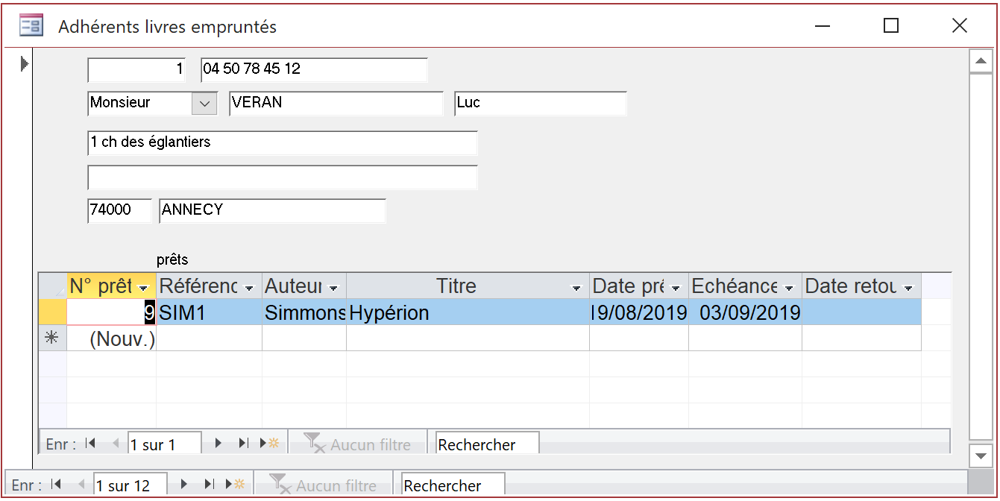 Adhérents livres empruntés
1 04 50 78 45 12
Monsieur VERAN Luc
1 ch des églantiers
74000 ANNECY
prêts
N° prêt Référenc Auteur Titre Date prê Echéance Date retou
9 SIM1 Simmons Hypérion 19/08/2019 03/09/2019
(Nouv.)
Enr : 1 sur 1 Aucun filtre Rechercher
Enr : 1 sur 12 Aucun filtre Rechercher